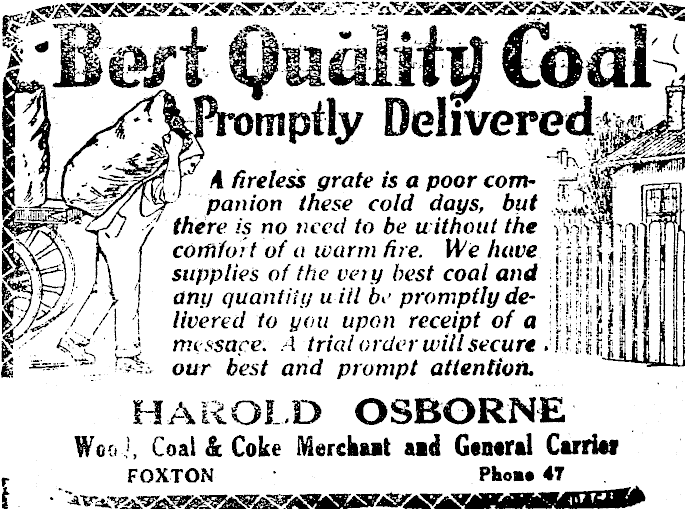 Best Quality Coal
Promptly Delivered
A fireless grate is a poor com-
panion these cold days, but
there is no need to be without the
comfort of a warm fire. We have
supplies of the very best coal and
any quantity will be promptly de-
livered to you upon receipt of a
message. A trial order will secure
our best and prompt attention.
HAROLD OSBORNE
Wood, Coal & Coke Merchant and General Carrier
FOXTON Phone 47